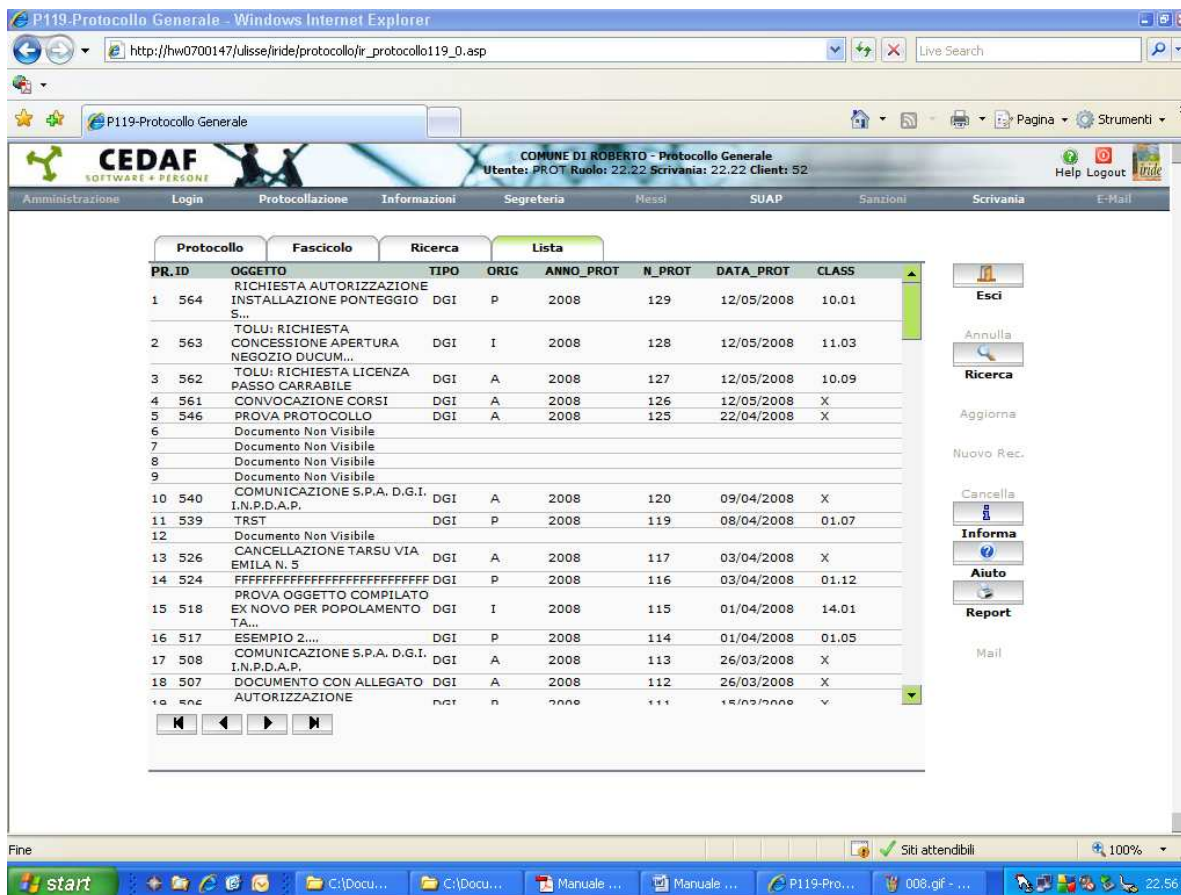 P119-Protocollo Generale - Windows Internet Explorer
http://hw0700147/ulisse/iride/protocollo/ir_protocollo119_0.asp
Live Search
P119-Protocollo Generale
Pagina
Strumenti
CEDAF
SOFTWARE + PERSONE
COMUNE DI ROBERTO - Protocollo Generale
Utente: PROT Ruolo: 22.22 Scrivania: 22.22 Client: 52
Help Logout iride
Amministrazione Login Protocollazione Informazioni Segreteria Messi SUAP Sanzioni Scrivania E-Mail
Protocollo Fascicolo Ricerca Lista
PR. ID OGGETTO TIPO ORIG ANNO_PROT N_PROT DATA_PROT CLASS
1 564 RICHIESTA AUTORIZZAZIONE INSTALLAZIONE PONTEGGIO S... DGI P 2008 129 12/05/2008 10.01
2 563 TOLU: RICHIESTA CONCESSIONE APERTURA NEGOZIO DUCUM... DGI I 2008 128 12/05/2008 11.03
3 562 TOLU: RICHIESTA LICENZA PASSO CARRABILE DGI A 2008 127 12/05/2008 10.09
4 561 CONVOCAZIONE CORSI DGI A 2008 126 12/05/2008 X
5 546 PROVA PROTOCOLLO DGI A 2008 125 22/04/2008 X
6 Documento Non Visibile
7 Documento Non Visibile
8 Documento Non Visibile
9 Documento Non Visibile
10 540 COMUNICAZIONE S.P.A. D.G.I. I.N.P.D.A.P. DGI A 2008 120 09/04/2008 X
11 539 TRST DGI P 2008 119 08/04/2008 01.07
12 Documento Non Visibile
13 526 CANCELLAZIONE TARSU VIA EMILA N. 5 DGI A 2008 117 03/04/2008 X
14 524 FFFFFFFFFFFFFFFFFFFFFFFFFFFF DGI P 2008 116 03/04/2008 01.12
15 518 PROVA OGGETTO COMPILATO EX NOVO PER POPOLAMENTO TA... DGI I 2008 115 01/04/2008 14.01
16 517 ESEMPIO 2.... DGI P 2008 114 01/04/2008 01.05
17 508 COMUNICAZIONE S.P.A. D.G.I. I.N.P.D.A.P. DGI A 2008 113 26/03/2008 X
18 507 DOCUMENTO CON ALLEGATO DGI A 2008 112 26/03/2008 X
19 506 AUTORIZZAZIONE DGI P 2008 111 15/03/2008 X
Esci
Annulla
Ricerca
Aggiorna
Nuovo Rec.
Cancella
Informa
Aiuto
Report
Mail
Fine
Siti attendibili
100%
start
C:\Docu...
C:\Docu...
Manuale ...
Manuale ...
P119-Pro...
008.gif - ...
22.56